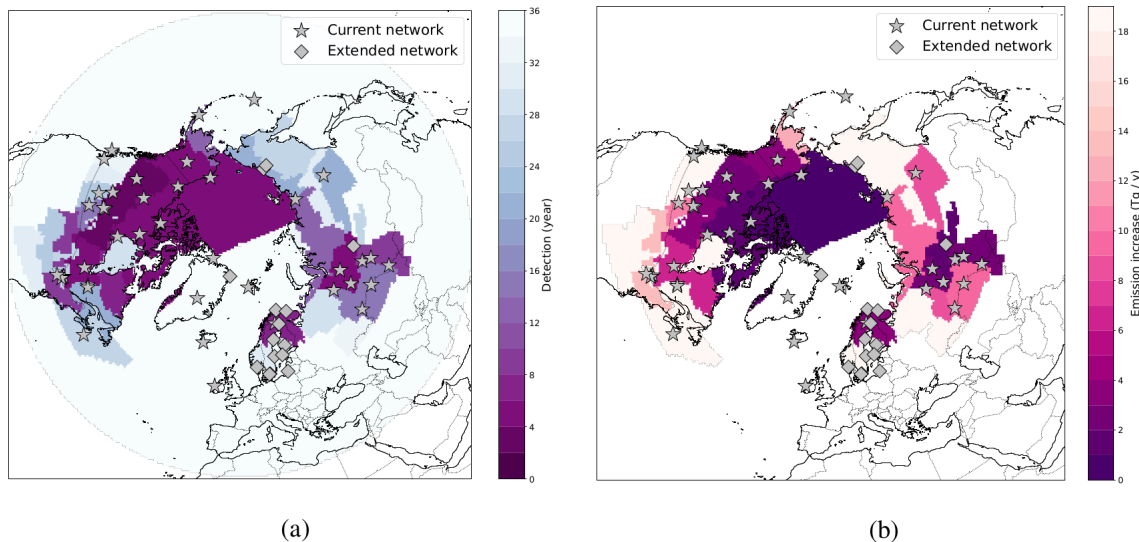 Current network
Extended network
36
32
28
24
20
16
12
8
4
0
Detection (year)
(a)
Current network
Extended network
18
16
14
12
10
8
6
4
2
0
Emission increase (Tg / y)
(b)